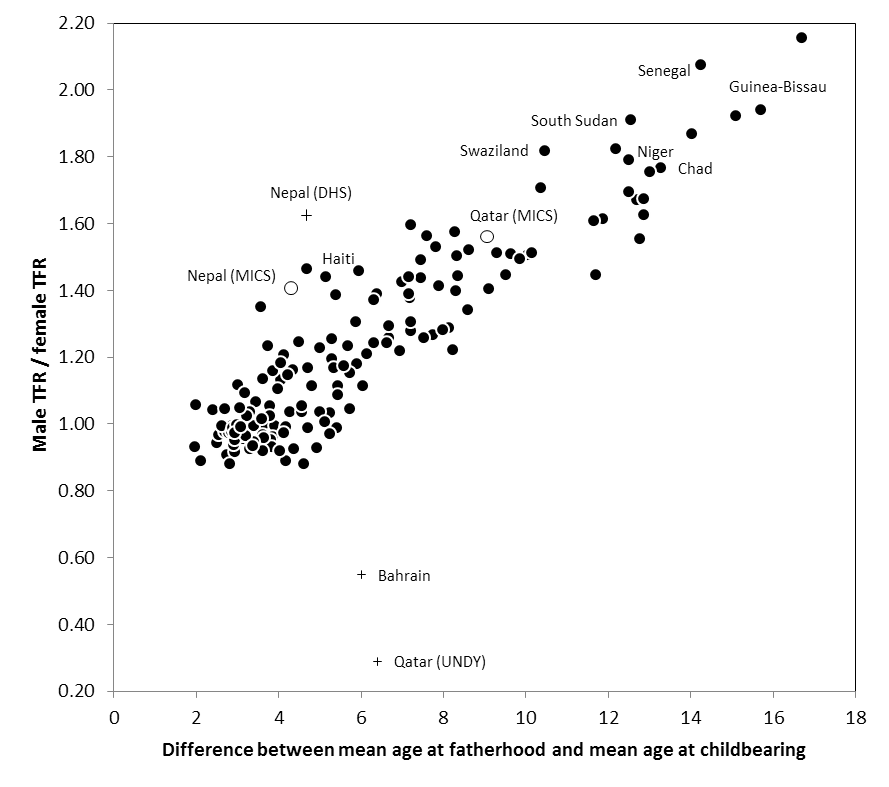 2.20
2.00
1.80
1.60
1.40
1.20
1.00
0.80
0.60
0.40
0.20
Male TFR / female TFR
Senegal
Guinea-Bissau
South Sudan
Swaziland
Niger
Chad
Nepal (DHS)
Qatar (MICS)
Haiti
Nepal (MICS)
Bahrain
Qatar (UNDY)
0 2 4 6 8 10 12 14 16 18
Difference between mean age at fatherhood and mean age at childbearing